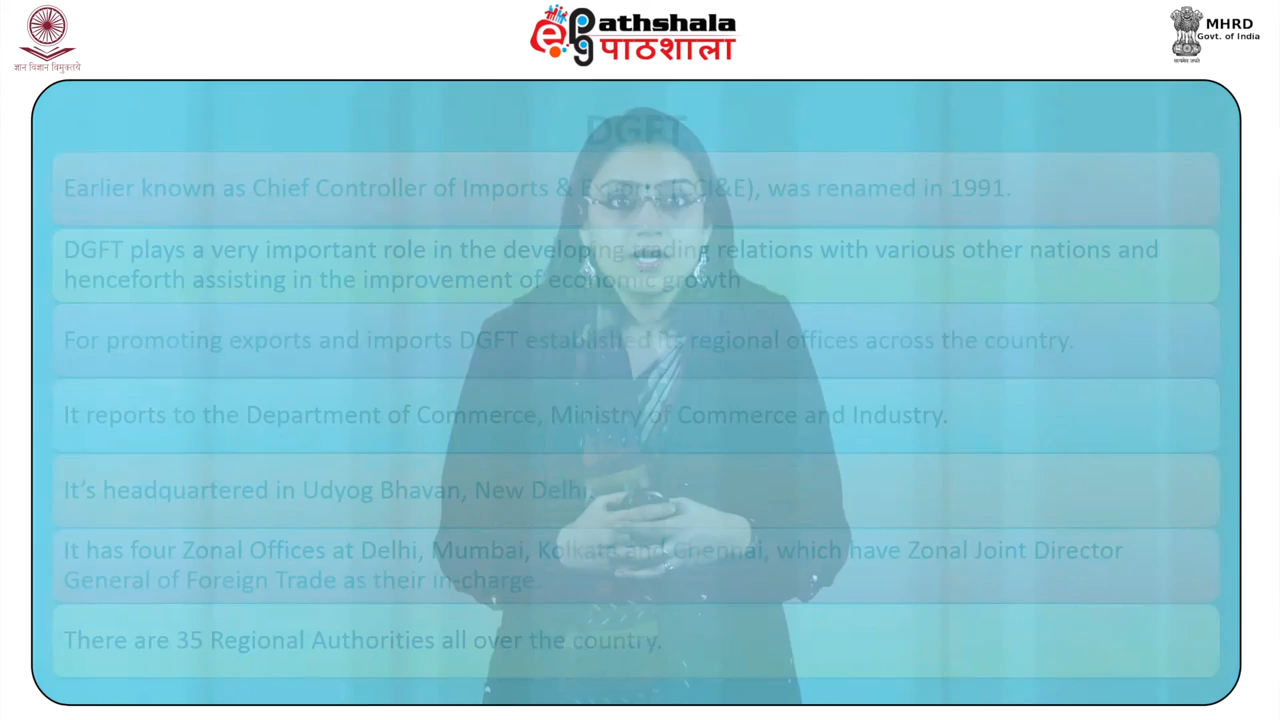 ज्ञान विज्ञान विमुक्तये
Pathshala
पाठशाला
MHRD
Govt. of India
सत्यमेव जयते
DGFT
Earlier known as Chief Controller of Imports & Exports (CCI&E), was renamed in 1991.
DGFT plays a very important role in the developing trading relations with various other nations and
henceforth assisting in the improvement of economic growth
For promoting exports and imports DGFT established its regional offices across the country.
It reports to the Department of Commerce, Ministry of Commerce and Industry.
It's headquartered in Udyog Bhavan, New Delhi.
It has four Zonal Offices at Delhi, Mumbai, Kolkata and Chennai, which have Zonal Joint Director
General of Foreign Trade as their in-charge.
There are 35 Regional Authorities all over the country.